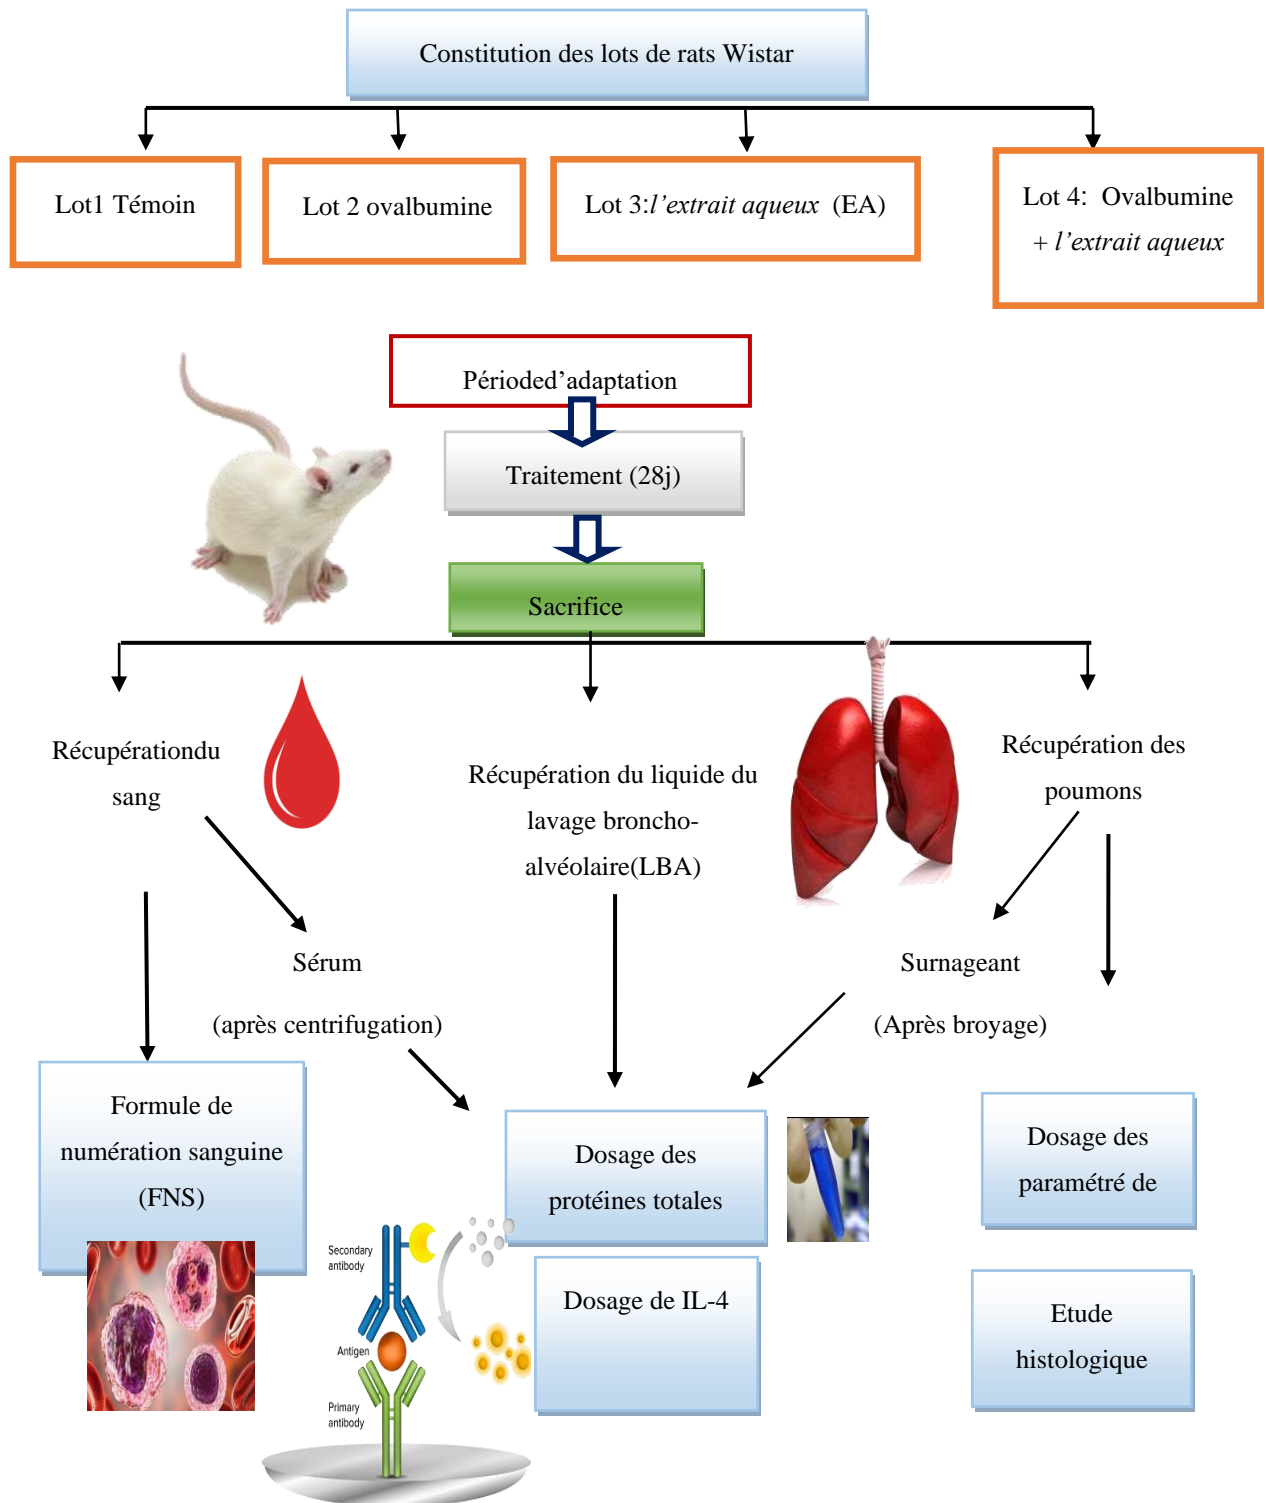 Constitution des lots de rats Wistar
Lot1 Témoin
Lot 2 ovalbumine
Lot 3:l’extrait aqueux (EA)
Lot 4: Ovalbumine
+ l’extrait aqueux
Périoded’adaptation
Traitement (28j)
Sacrifice
Récupérationdu
sang
Récupération du liquide du
lavage broncho-
alvéolaire(LBA)
Récupération des
poumons
Sérum
(après centrifugation)
Surnageant
(Après broyage)
Formule de
numération sanguine
(FNS)
Dosage des
protéines totales
Dosage des
paramétré de
Secondary
antibody
Antigen
Primary
antibody
Dosage de IL-4
Etude
histologique